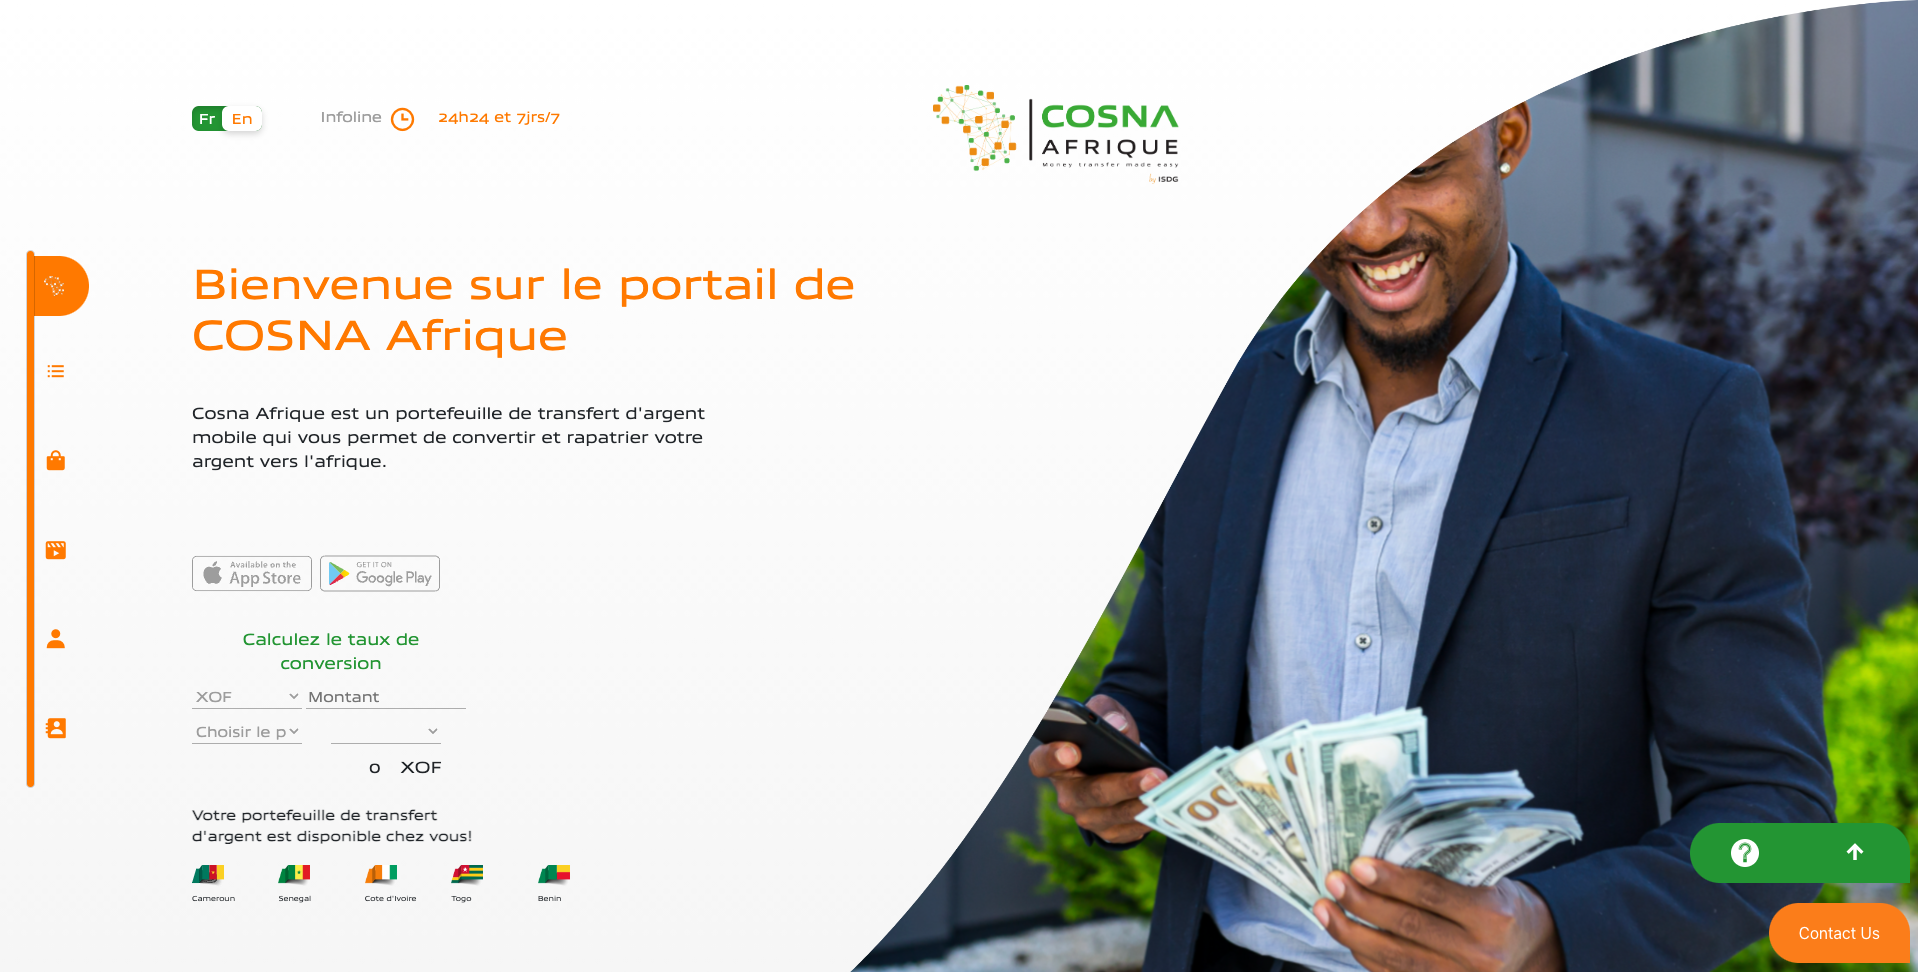 Fr En
Infoline
24h24 et 7jrs/7
COSNA
AFRIQUE
Money transfer made easy
by ISDG
Bienvenue sur le portail de
COSNA Afrique
Cosna Afrique est un portefeuille de transfert d'argent
mobile qui vous permet de convertir et rapatrier votre
argent vers l'afrique.
Available on the
App Store
GET IT ON
Google Play
Calculez le taux de
conversion
XOF
Montant
Choisir le p
0 XOF
Votre portefeuille de transfert
d'argent est disponible chez vous!
Cameroun
Senegal
Cote d'Ivoire
Togo
Benin
Contact Us